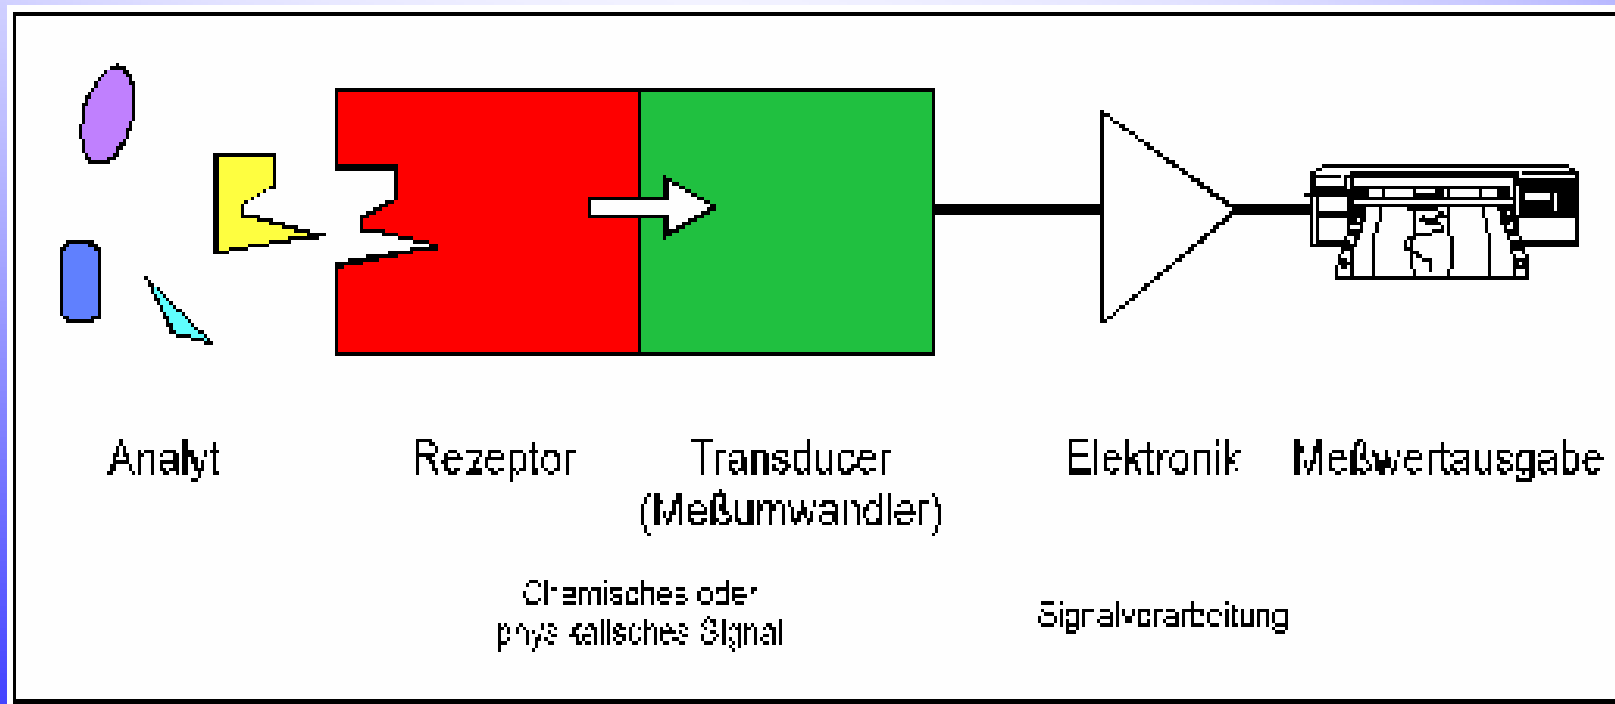 Analyt
Rezeptor
Transducer
(Meßumwandler)
Elektronik
Meßwertausgabe
Chemisches oder
physikalisches Signal
Signalverarbeitung